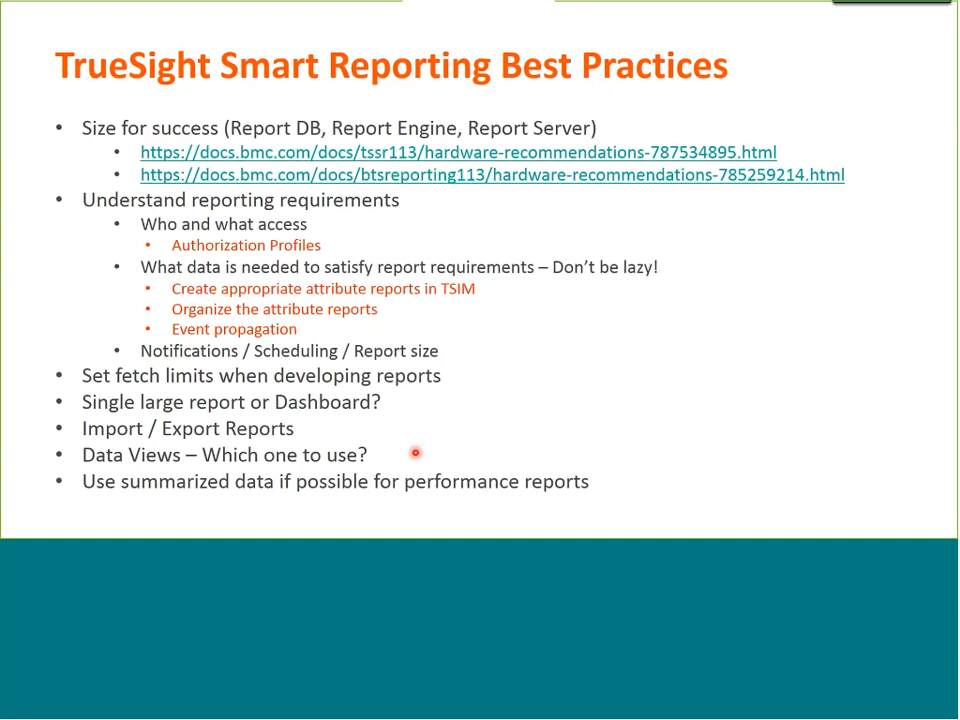 TrueSight Smart Reporting Best Practices
• Size for success (Report DB, Report Engine, Report Server)
• https://docs.bmc.com/docs/tssr113/hardware-recommendations-787534895.html
• https://docs.bmc.com/docs/btsreporting113/hardware-recommendations-785259214.html
• Understand reporting requirements
• Who and what access
• Authorization Profiles
• What data is needed to satisfy report requirements – Don't be lazy!
• Create appropriate attribute reports in TSIM
• Organize the attribute reports
• Event propagation
• Notifications / Scheduling / Report size
• Set fetch limits when developing reports
• Single large report or Dashboard?
• Import / Export Reports
• Data Views – Which one to use?
• Use summarized data if possible for performance reports